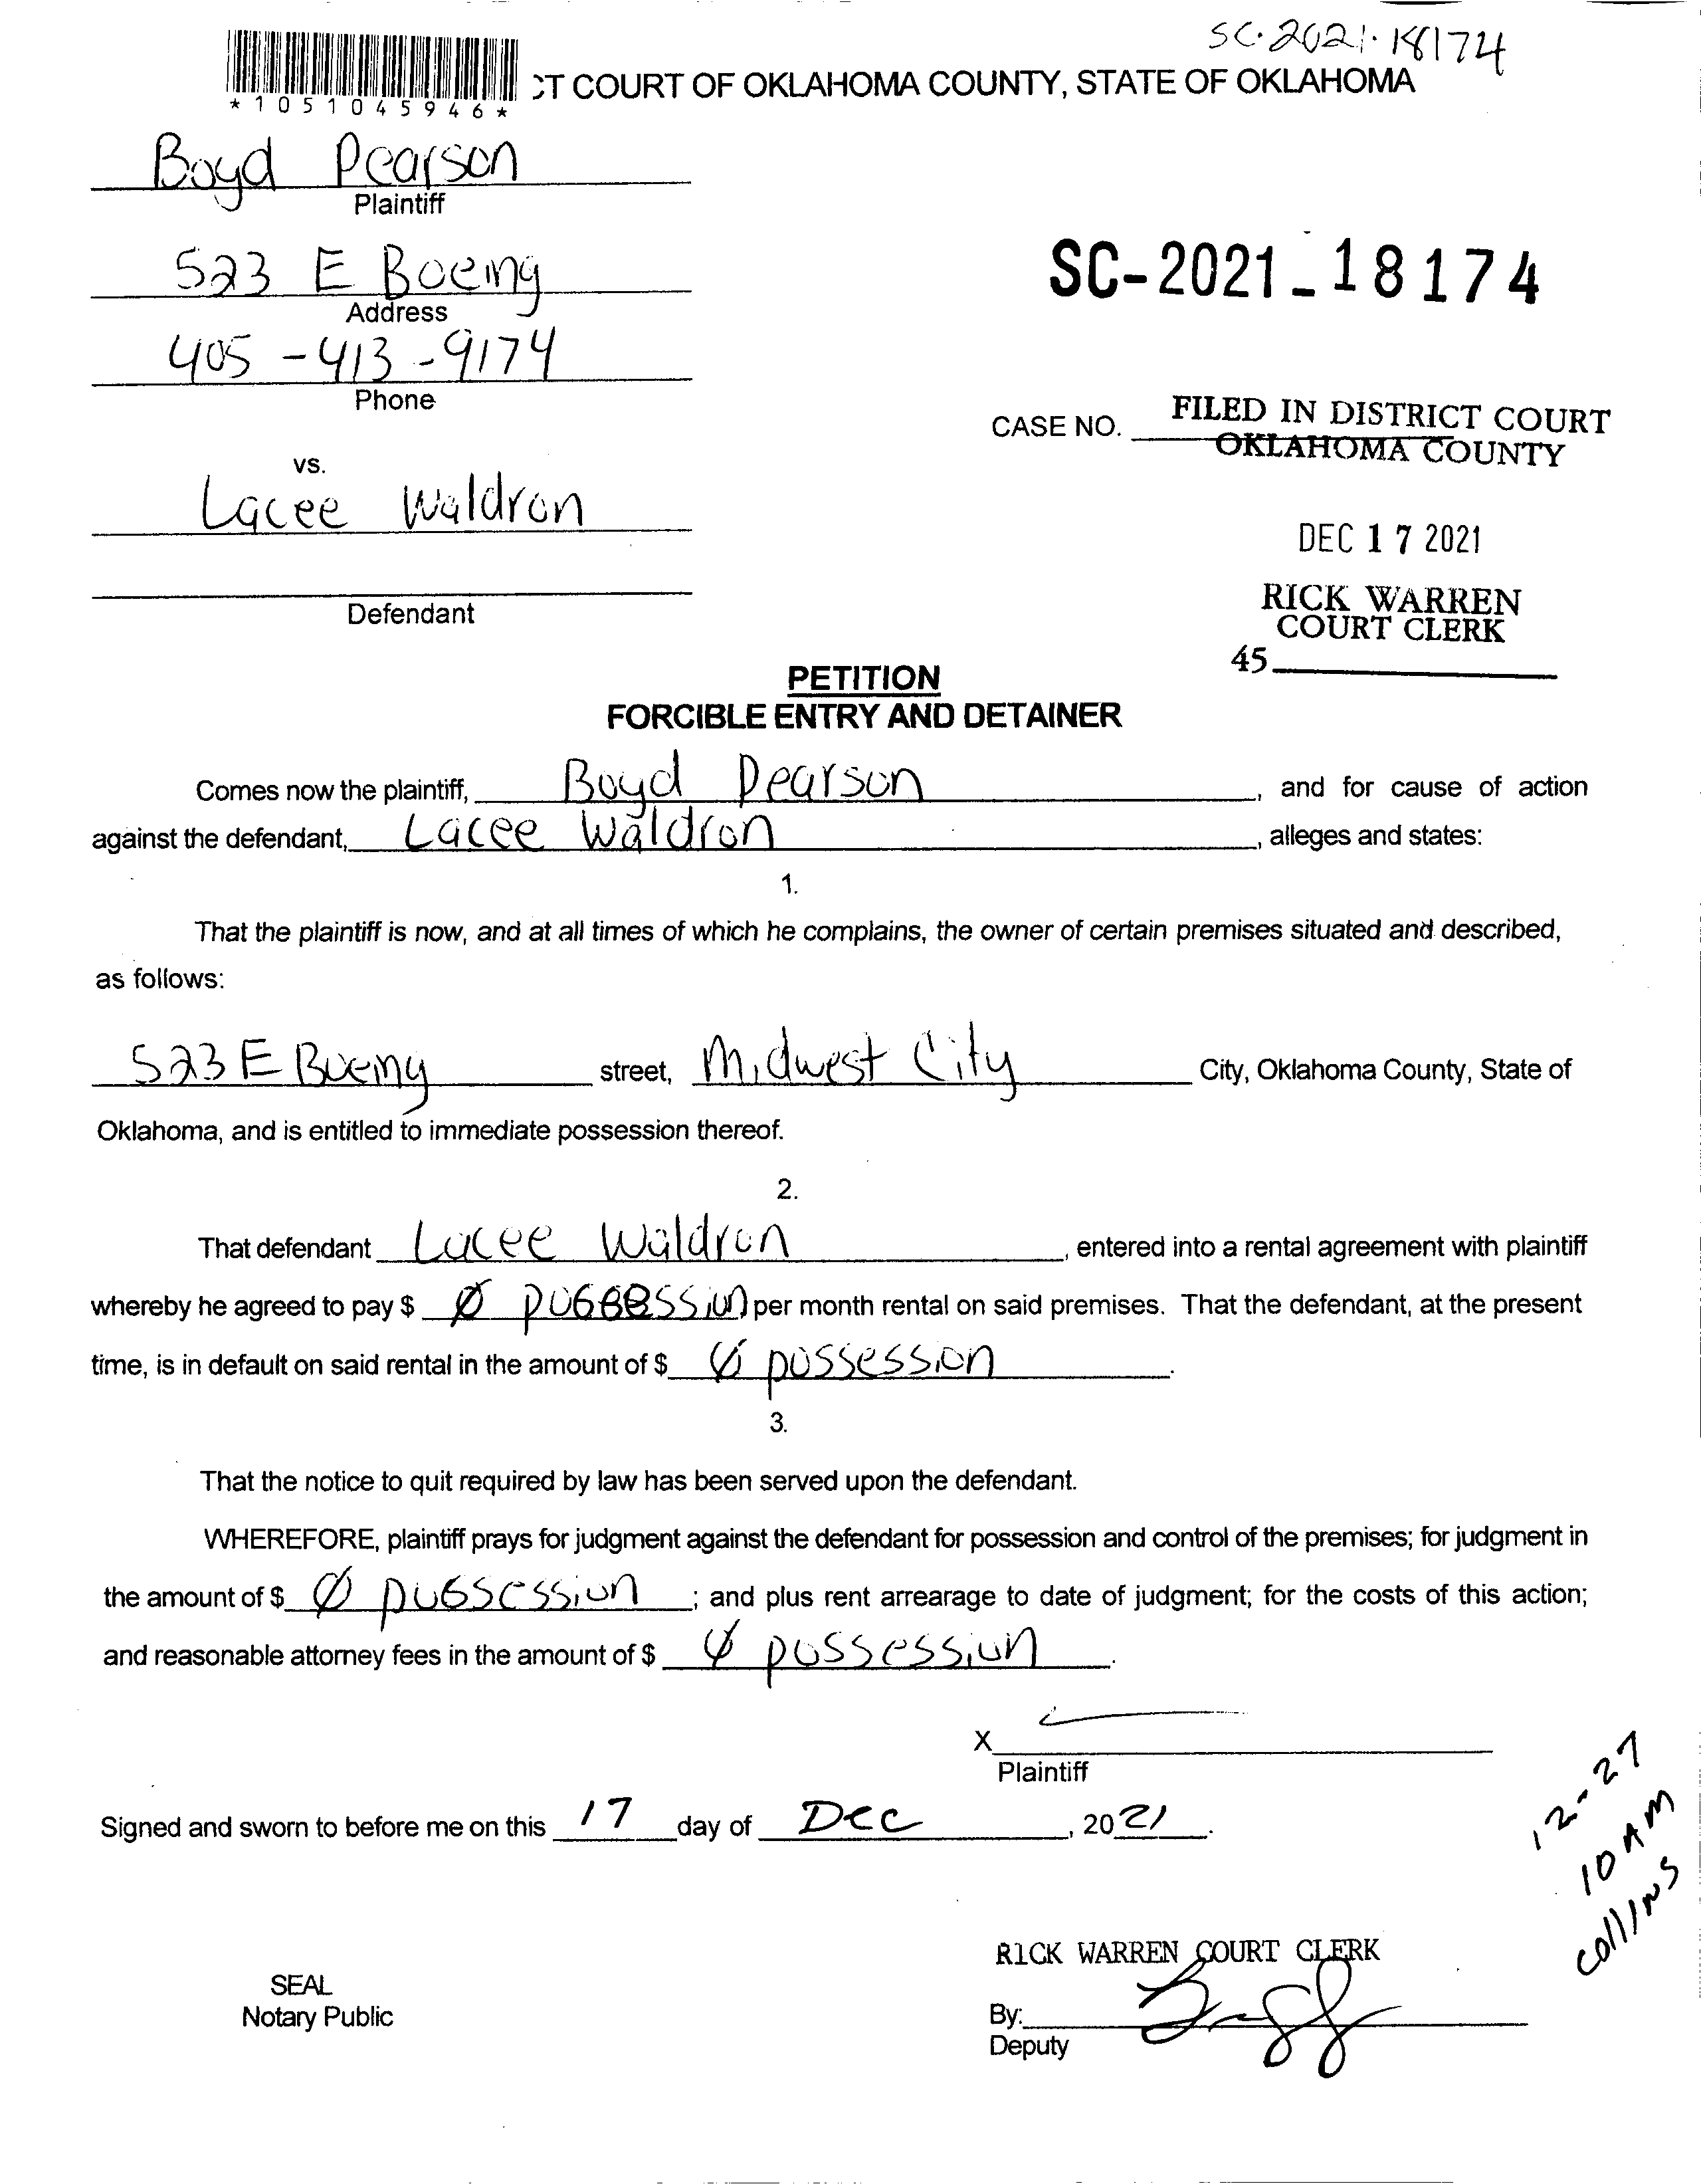 SC-2021-18174
*1051045946*
CT COURT OF OKLAHOMA COUNTY, STATE OF OKLAHOMA
Boyd Pearson
Plaintiff
523 E Boeing
Address
SC-2021-18174
405-413-9174
Phone
CASE NO. FILED IN DISTRICT COURT
OKLAHOMA COUNTY
vs.
Lacee Waldron
DEC 17 2021
Defendant
RICK WARREN
COURT CLERK
45
PETITION
FORCIBLE ENTRY AND DETAINER
Comes now the plaintiff, Boyd Pearson, and for cause of action
against the defendant, Lacee Waldron, alleges and states:
1.
That the plaintiff is now, and at all times of which he complains, the owner of certain premises situated and described,
as follows:
523 E Boeing street, Midwest City City, Oklahoma County, State of
Oklahoma, and is entitled to immediate possession thereof.
2.
That defendant Lacee Waldron, entered into a rental agreement with plaintiff
whereby he agreed to pay $ Ø possession per month rental on said premises. That the defendant, at the present
time, is in default on said rental in the amount of $ Ø possession.
3.
That the notice to quit required by law has been served upon the defendant.
WHEREFORE, plaintiff prays for judgment against the defendant for possession and control of the premises; for judgment in
the amount of $ Ø possession; and plus rent arrearage to date of judgment; for the costs of this action;
and reasonable attorney fees in the amount of $ Ø possession.
X
Plaintiff
Signed and sworn to before me on this 17 day of Dec, 2021.
12-27
10 AM
Collins
RICK WARREN COURT CLERK
SEAL
Notary Public
By:
Deputy